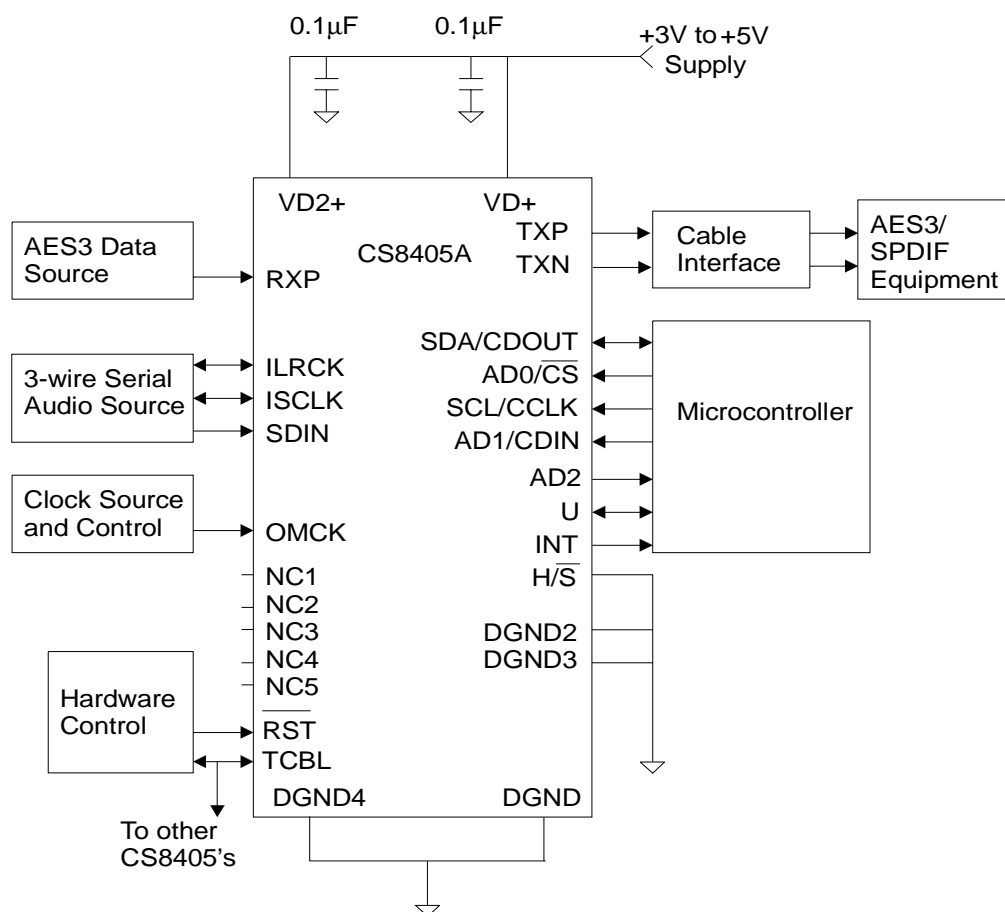 0.1µF
0.1µF
+3V to +5V
Supply
VD2+
VD+
CS8405A
AES3 Data
Source
RXP
TXP
TXN
Cable
Interface
AES3/
SPDIF
Equipment
3-wire Serial
Audio Source
ILRCK
ISCLK
SDIN
SDA/CDOUT
AD0/C̅S̅
SCL/CCLK
AD1/CDIN
AD2
U
INT
H/S̅
Microcontroller
Clock Source
and Control
OMCK
NC1
NC2
NC3
NC4
NC5
DGND2
DGND3
Hardware
Control
R̅S̅T̅
TCBL
DGND4
DGND
To other
CS8405's